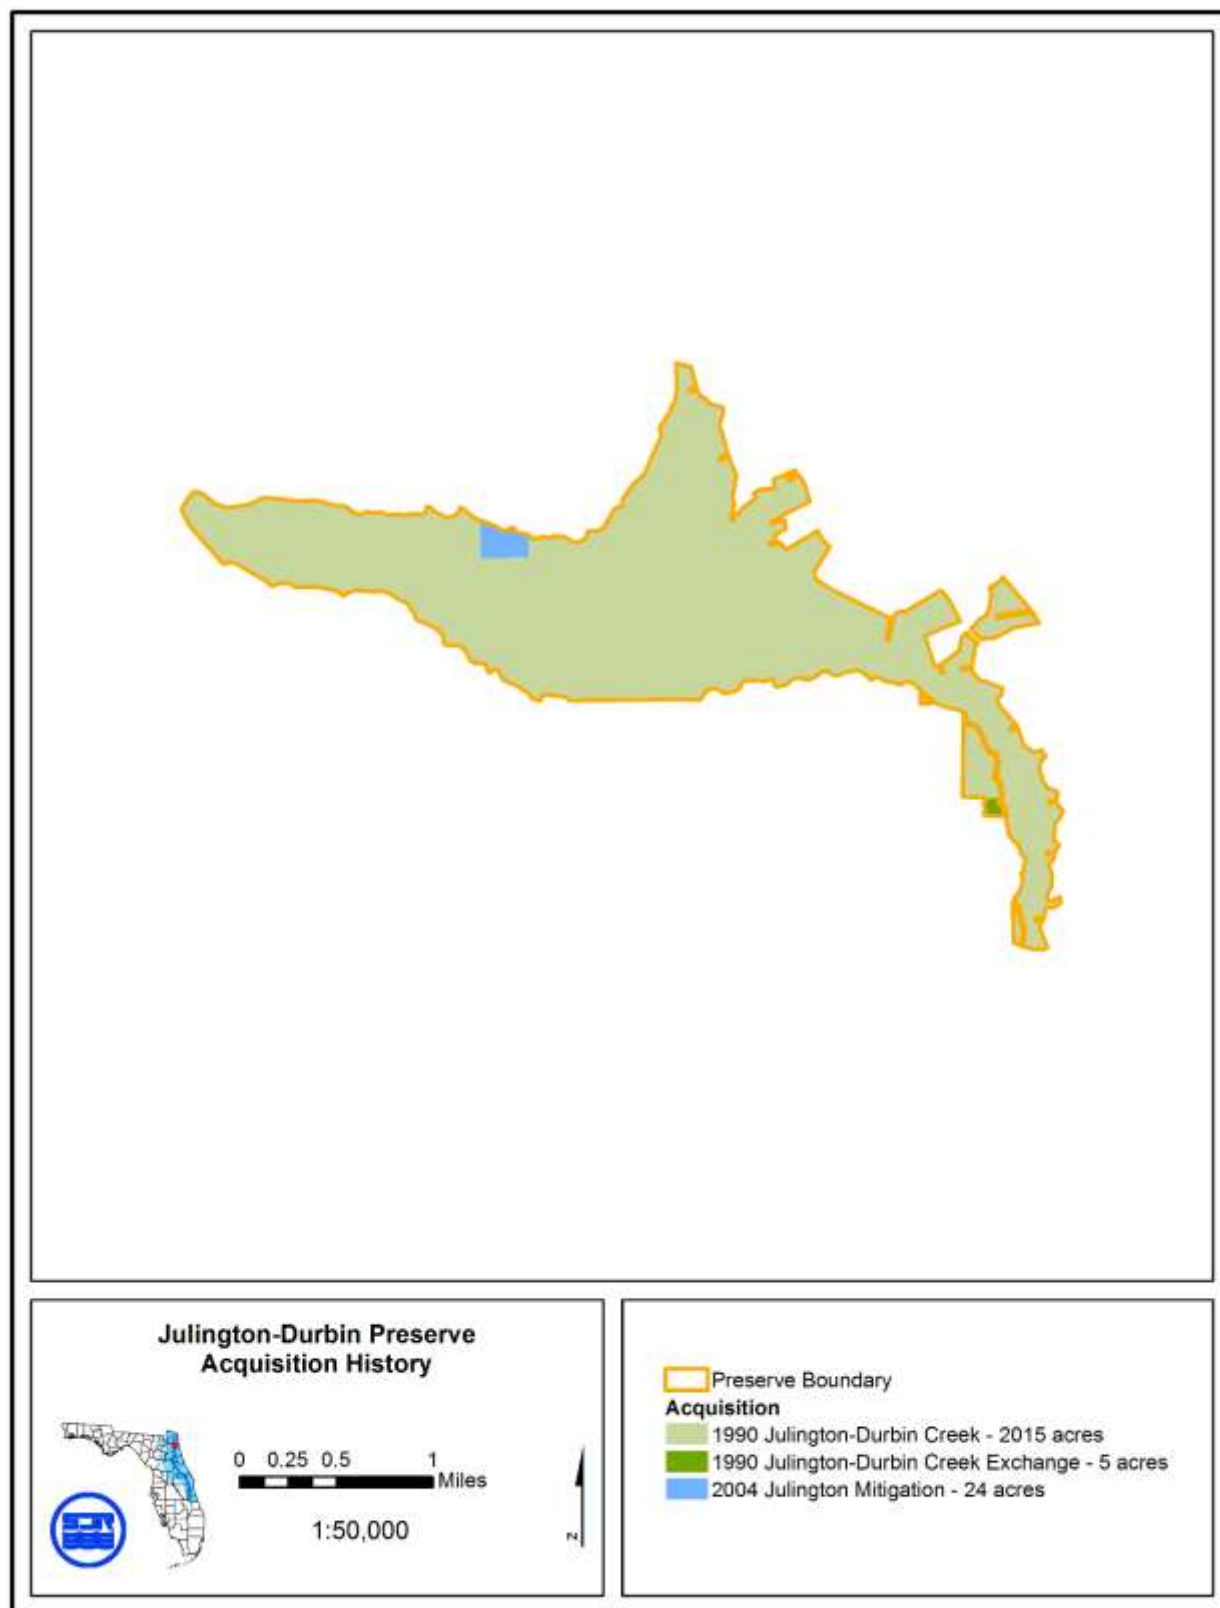 Julington-Durbin Preserve
Acquisition History
0 0.25 0.5 1
Miles
1:50,000
N
Preserve Boundary
Acquisition
1990 Julington-Durbin Creek - 2015 acres
1990 Julington-Durbin Creek Exchange - 5 acres
2004 Julington Mitigation - 24 acres